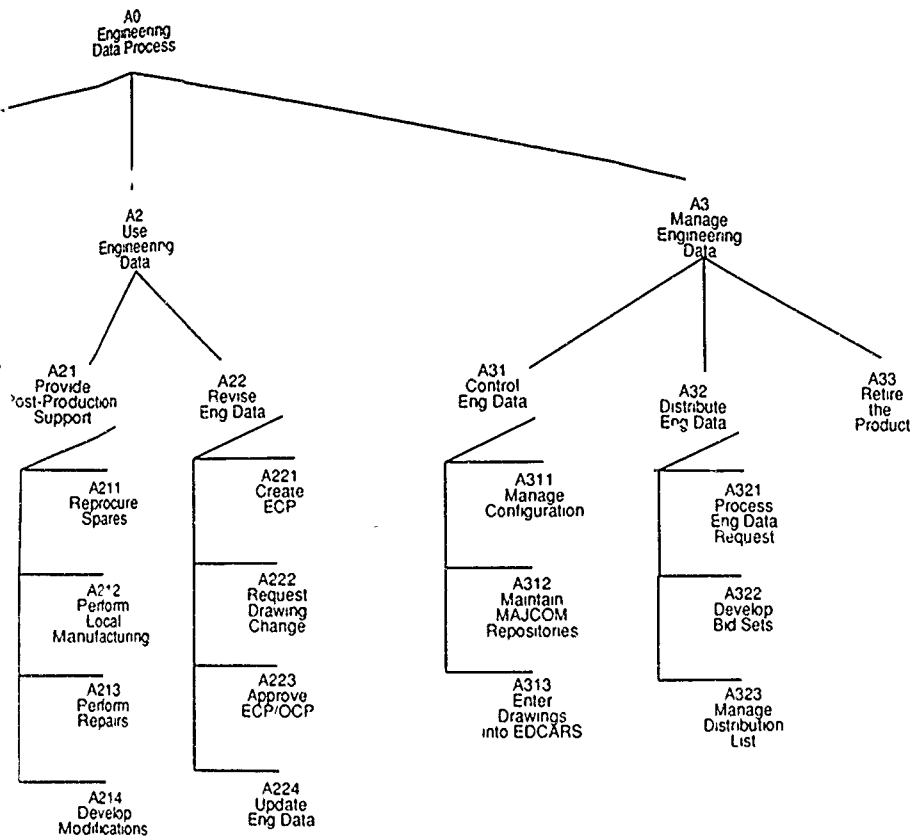 A0
Engineering
Data Process
A2
Use
Engineering
Data
A3
Manage
Engineering
Data
A21
Provide
Post-Production
Support
A22
Revise
Eng Data
A31
Control
Eng Data
A32
Distribute
Eng Data
A33
Retire
the
Product
A211
Reprocure
Spares
A212
Perform
Local
Manufacturing
A213
Perform
Repairs
A214
Develop
Modifications
A221
Create
ECP
A222
Request
Drawing
Change
A223
Approve
ECP/OCP
A224
Update
Eng Data
A311
Manage
Configuration
A312
Maintain
MAJCOM
Repositories
A313
Enter
Drawings
into EDCARS
A321
Process
Eng Data
Request
A322
Develop
Bid Sets
A323
Manage
Distribution
List